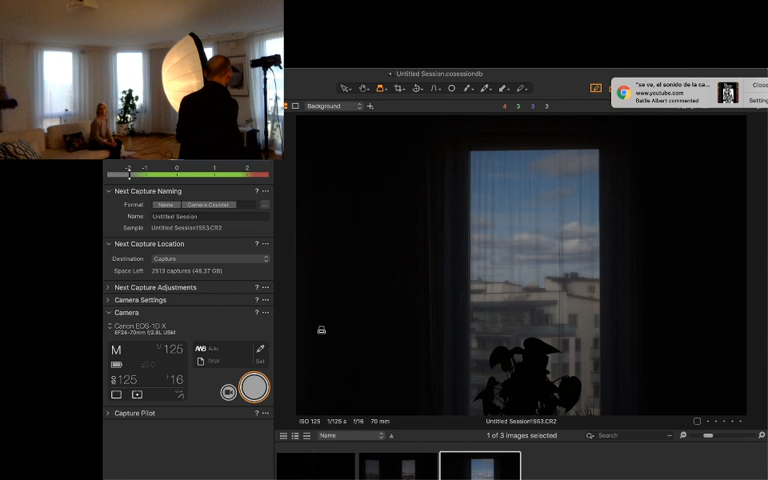 Untitled Session.cosessiondb
"se va, el sonido de la ca...
www.youtube.com
Batlle Albert commented
Close
Setting
Background
4 3 3 3
-2 -1 0 1 2
Next Capture Naming
Format Name Camera Counter
Name Untitled Session
Sample Untitled Session1553.CR2
Next Capture Location
Destination Capture
Space Left 2513 captures (48.37 GB)
Next Capture Adjustments
Camera Settings
Camera
Canon EOS-1D X
EF24-70mm f/2.8L USM
M 1/125
AWB Auto
±0.0
RAW
Set
ISO 125 f/16
Capture Pilot
ISO 125 1/125 s f/16 70 mm
Untitled Session1553.CR2
Name
1 of 3 images selected
Search